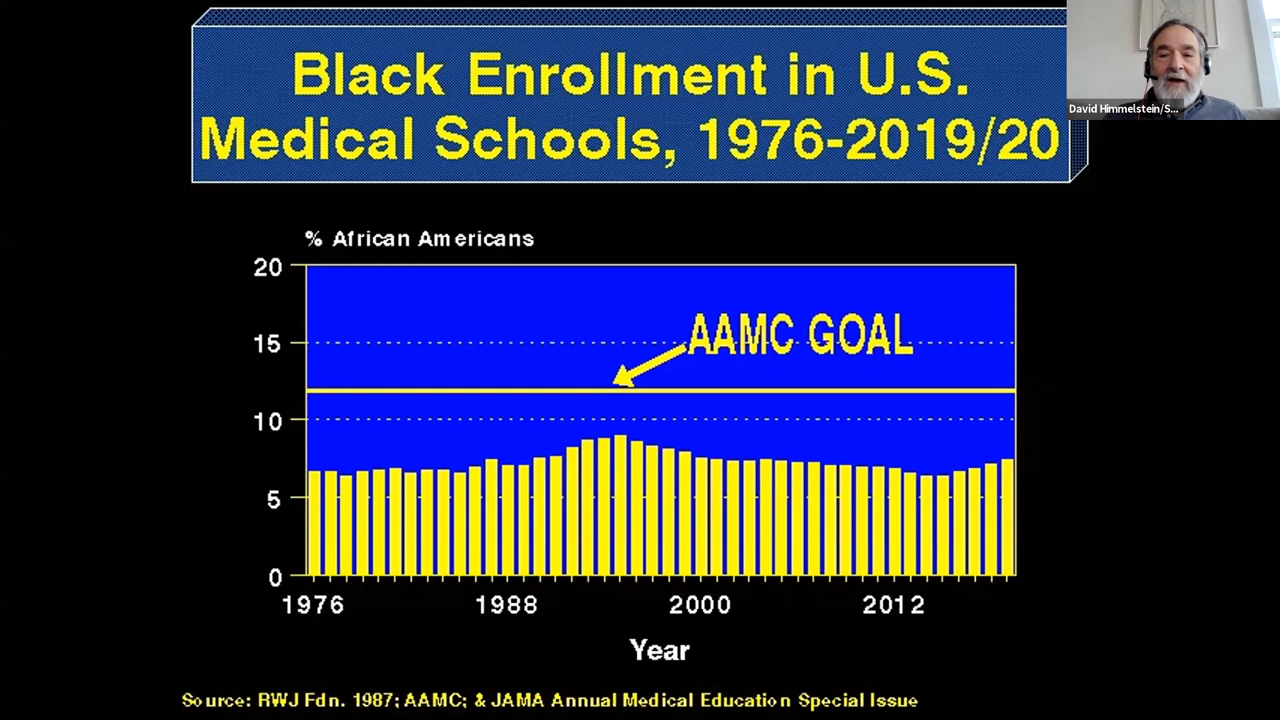 Black Enrollment in U.S.
Medical Schools, 1976-2019/20
David Himmelstein/S...
% African Americans
20
15
10
5
0
AAMC GOAL
1976 1988 2000 2012
Year
Source: RWJ Fdn. 1987; AAMC; & JAMA Annual Medical Education Special Issue